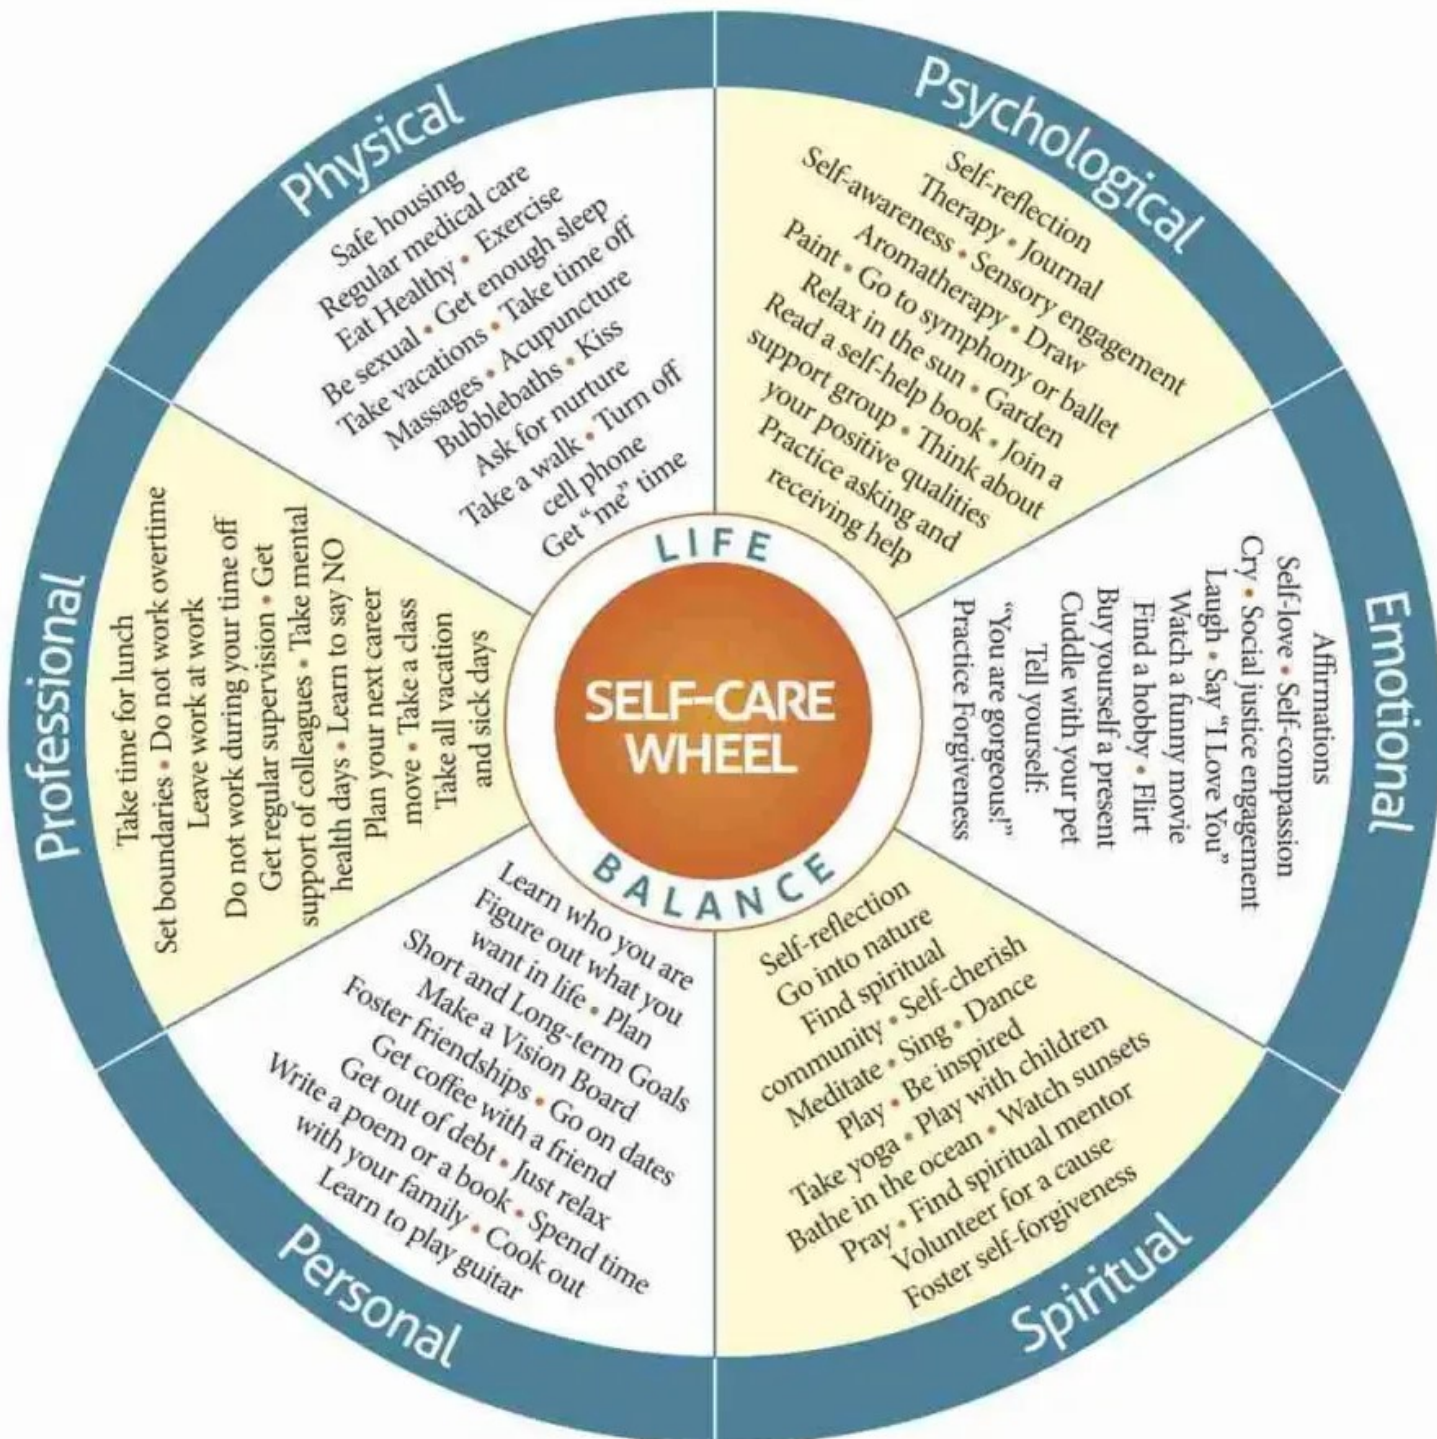 Physical
Safe housing
Regular medical care
Eat Healthy • Exercise
Be sexual • Get enough sleep
Take vacations • Take time off
Massages • Acupuncture
Bubblebaths • Kiss
Ask for nurture
Take a walk • Turn off
cell phone
Get “me” time
Psychological
Self-reflection
Therapy • Journal
Self-awareness • Sensory engagement
Aromatherapy • Draw
Paint • Go to symphony or ballet
Relax in the sun • Garden
Read a self-help book • Join a
support group • Think about
your positive qualities
Practice asking and
receiving help
Emotional
Affirmations
Self-love • Self-compassion
Cry • Social justice engagement
Laugh • Say “I Love You”
Watch a funny movie
Find a hobby • Flirt
Buy yourself a present
Cuddle with your pet
Tell yourself:
“You are gorgeous!”
Practice Forgiveness
Spiritual
Self-reflection
Go into nature
Find spiritual
community • Self-cherish
Meditate • Sing • Dance
Play • Be inspired
Take yoga • Play with children
Bathe in the ocean • Watch sunsets
Pray • Find spiritual mentor
Volunteer for a cause
Foster self-forgiveness
Personal
Learn who you are
Figure out what you
want in life • Plan
Short and Long-term Goals
Make a Vision Board
Foster friendships • Go on dates
Get coffee with a friend
Get out of debt • Just relax
Write a poem or a book • Spend time
with your family • Cook out
Learn to play guitar
Professional
Take time for lunch
Set boundaries • Do not work overtime
Leave work at work
Do not work during your time off
Get regular supervision • Get
support of colleagues • Take mental
health days • Learn to say NO
Plan your next career
move • Take a class
Take all vacation
and sick days
LIFE
SELF-CARE
WHEEL
BALANCE